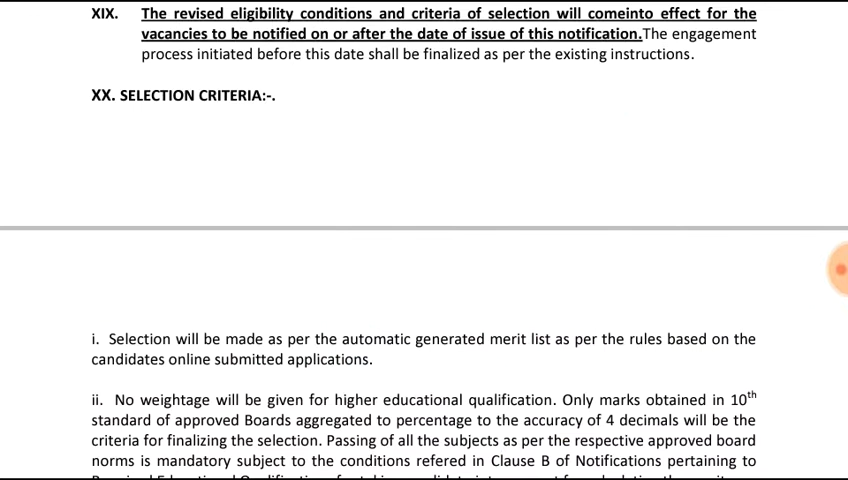 XIX. The revised eligibility conditions and criteria of selection will comeinto effect for the
vacancies to be notified on or after the date of issue of this notification.The engagement
process initiated before this date shall be finalized as per the existing instructions.
XX. SELECTION CRITERIA:-.
i. Selection will be made as per the automatic generated merit list as per the rules based on the
candidates online submitted applications.
ii. No weightage will be given for higher educational qualification. Only marks obtained in 10th
standard of approved Boards aggregated to percentage to the accuracy of 4 decimals will be the
criteria for finalizing the selection. Passing of all the subjects as per the respective approved board
norms is mandatory subject to the conditions refered in Clause B of Notifications pertaining to